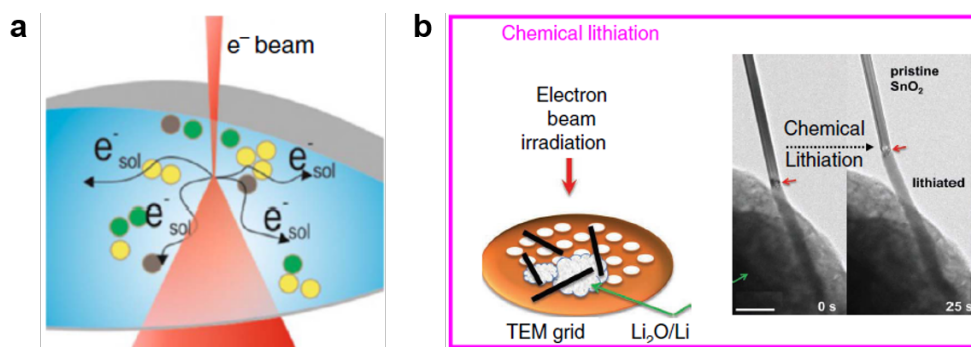 a
e⁻ beam
e⁻sol
e⁻sol
e⁻sol
e⁻sol
b
Chemical lithiation
Electron
beam
irradiation
TEM grid
Li₂O/Li
pristine
SnO₂
Chemical
Lithiation
lithiated
0 s
25 s